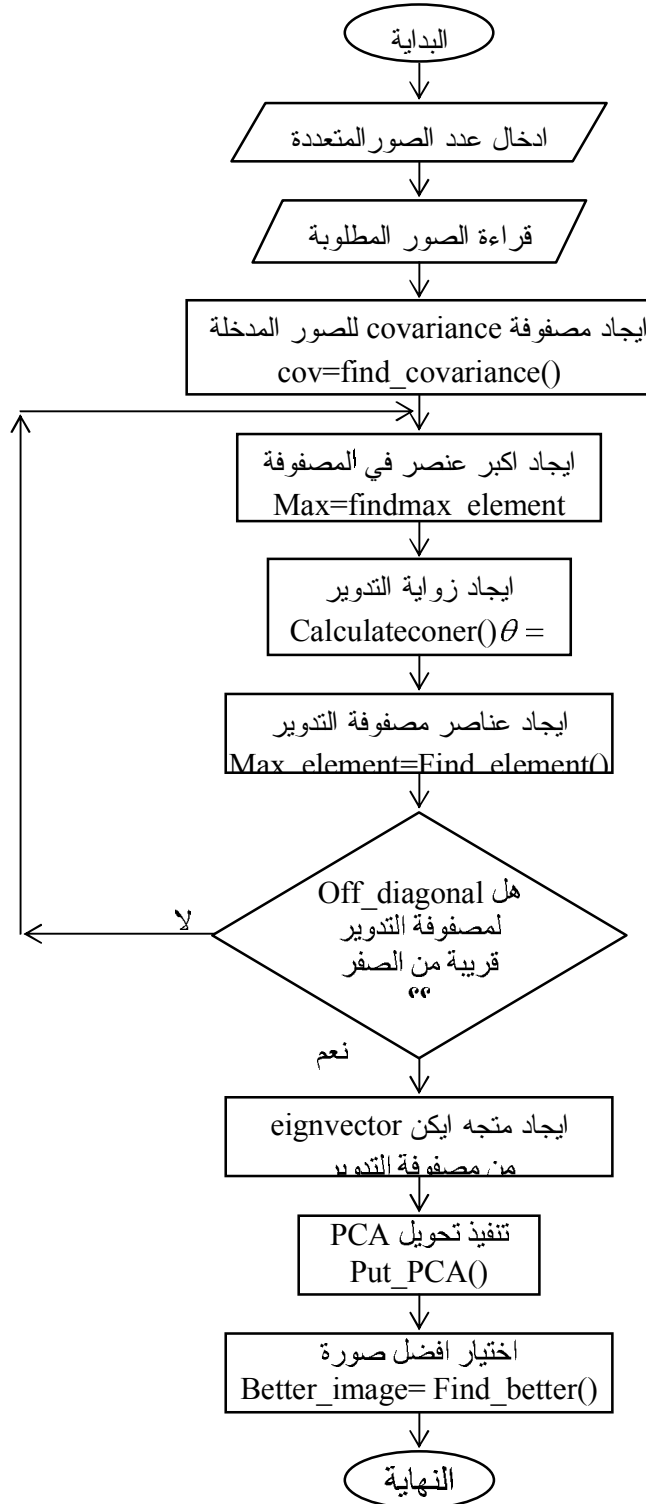 البداية
ادخال عدد الصور المتعددة
قراءة الصور المطلوبة
ايجاد مصفوفة covariance للصور المدخلة
cov=find_covariance()
ايجاد اكبر عنصر في المصفوفة
Max=findmax_element
ايجاد زواية التدوير
Calculateconer()θ =
ايجاد عناصر مصفوفة التدوير
Max_element=Find_element()
هل Off_diagonal
لمصفوفة التدوير
قريبة من الصفر
؟؟
لا
نعم
ايجاد متجه ايكن eignvector
من مصفوفة التدوير
تنفيذ تحويل PCA
Put_PCA()
اختيار افضل صورة
Better_image= Find_better()
النهاية